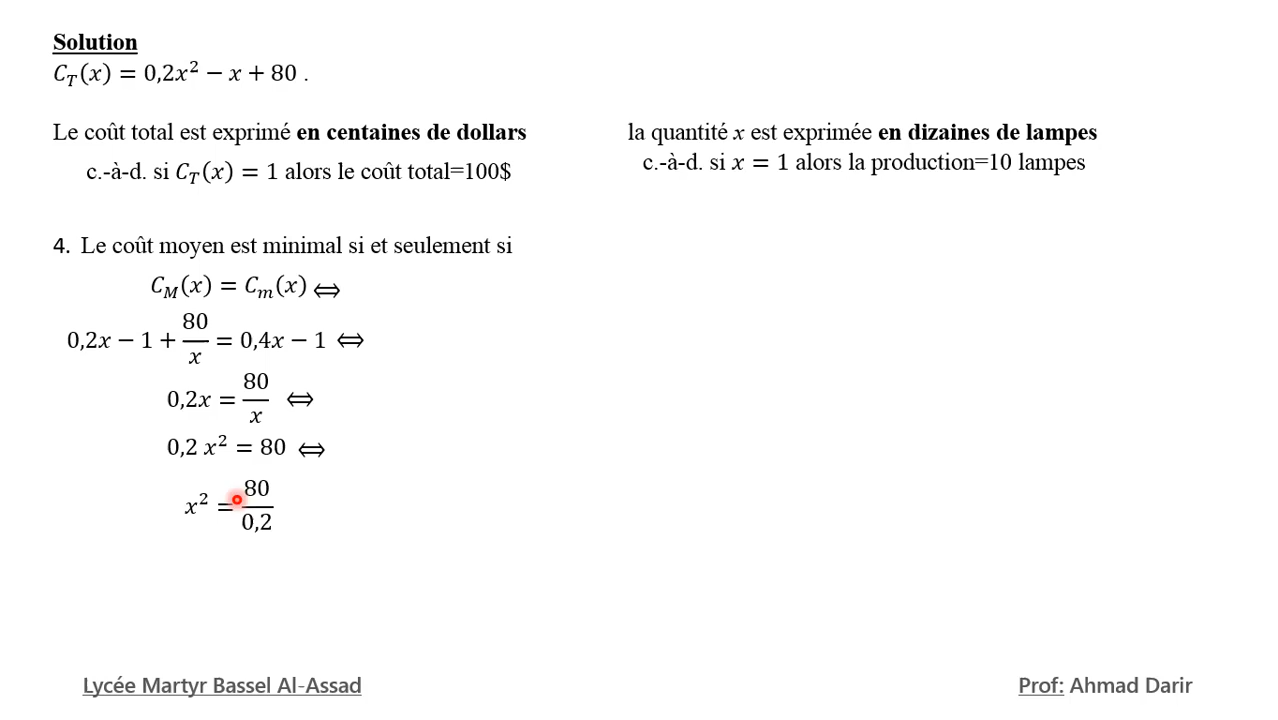 Solution
C_T(x) = 0,2x² − x + 80 .
Le coût total est exprimé en centaines de dollars
c.-à-d. si C_T(x) = 1 alors le coût total=100$
la quantité x est exprimée en dizaines de lampes
c.-à-d. si x = 1 alors la production=10 lampes
4. Le coût moyen est minimal si et seulement si
C_M(x) = C_m(x) ⇔
0,2x − 1 + 80/x = 0,4x − 1 ⇔
0,2x = 80/x ⇔
0,2 x² = 80 ⇔
x² = 80/0,2
Lycée Martyr Bassel Al-Assad
Prof: Ahmad Darir